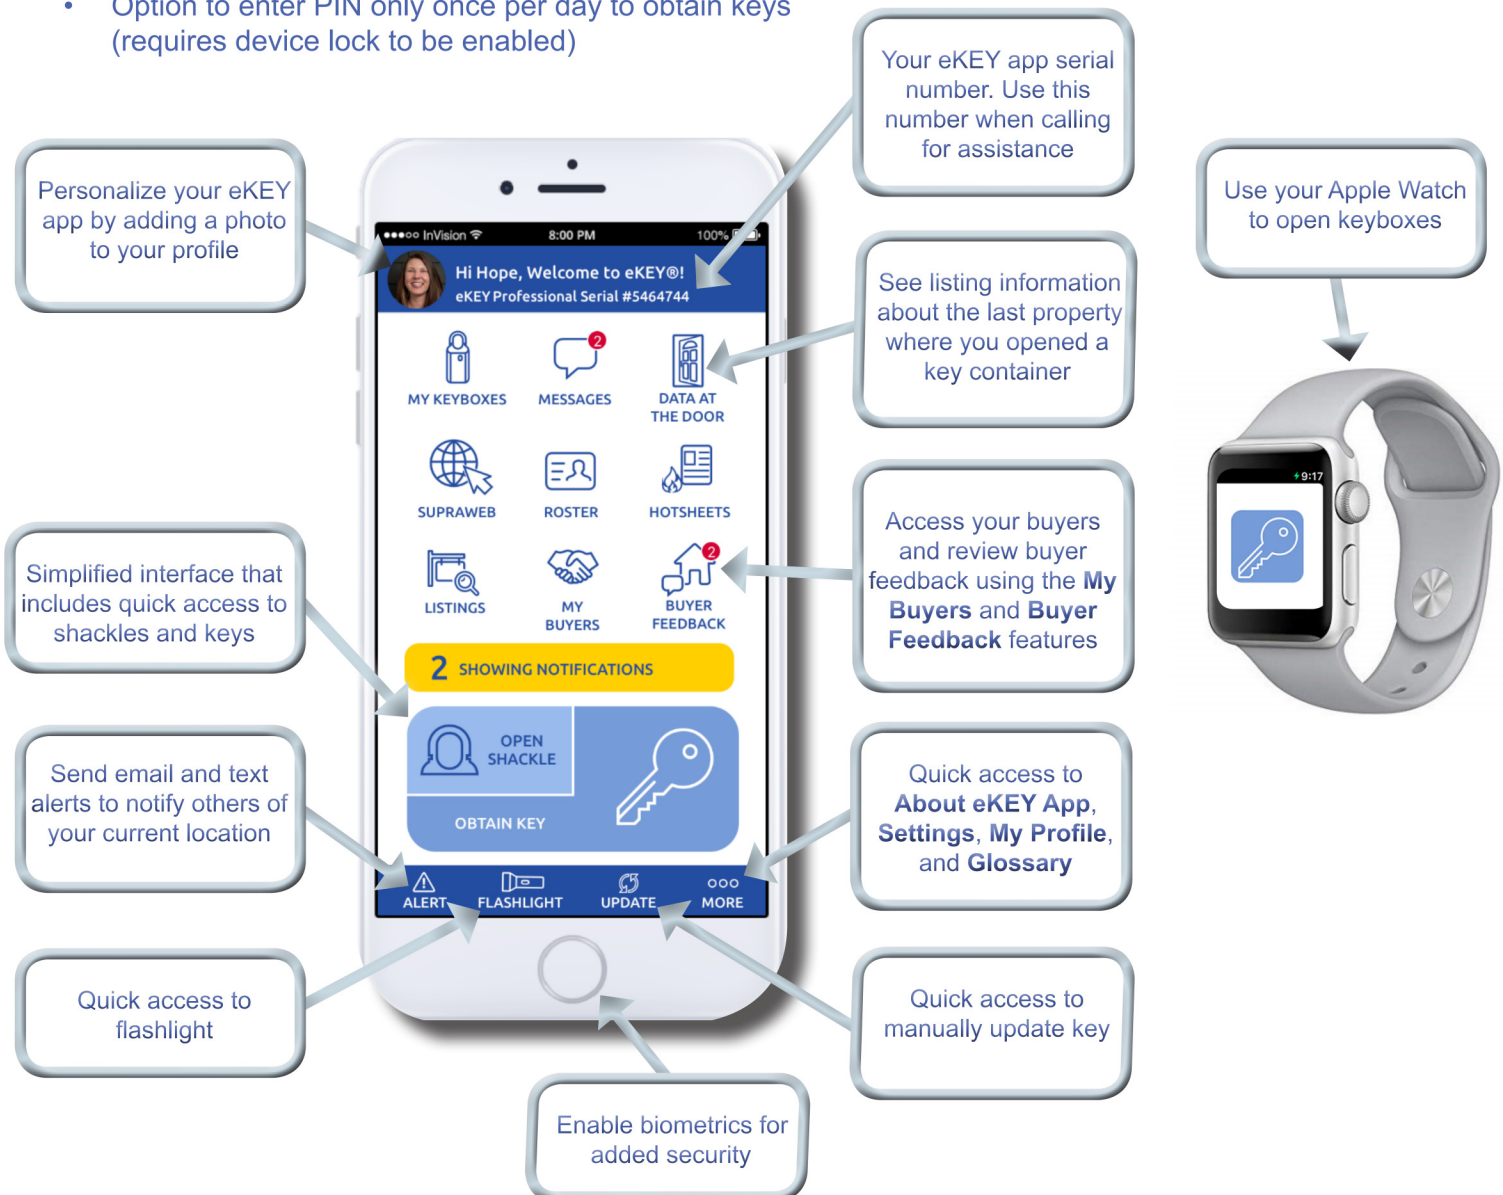 • Option to enter PIN only once per day to obtain keys
(requires device lock to be enabled)
Your eKEY app serial
number. Use this
number when calling
for assistance
Personalize your eKEY
app by adding a photo
to your profile
Use your Apple Watch
to open keyboxes
InVision
8:00 PM
100%
Hi Hope, Welcome to eKEY®!
eKEY Professional Serial #5464744
See listing information
about the last property
where you opened a
key container
MY KEYBOXES
2
MESSAGES
DATA AT
THE DOOR
SUPRAWEB
ROSTER
HOTSHEETS
9:17
Access your buyers
and review buyer
feedback using the My
Buyers and Buyer
Feedback features
Simplified interface that
includes quick access to
shackles and keys
LISTINGS
MY
BUYERS
2
BUYER
FEEDBACK
2 SHOWING NOTIFICATIONS
OPEN
SHACKLE
OBTAIN KEY
Send email and text
alerts to notify others of
your current location
Quick access to
About eKEY App,
Settings, My Profile,
and Glossary
ALERT
FLASHLIGHT
UPDATE
MORE
Quick access to
flashlight
Quick access to
manually update key
Enable biometrics for
added security